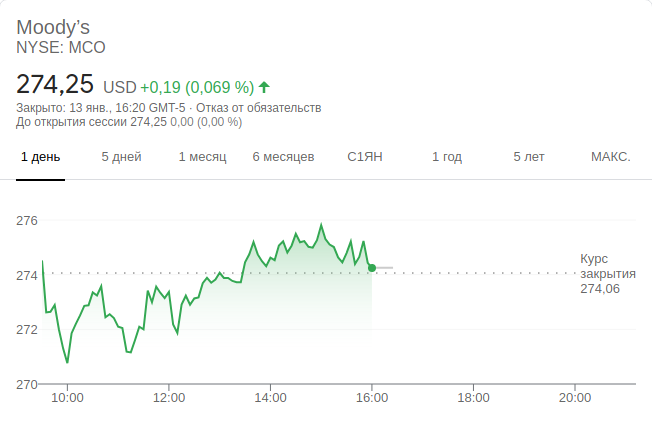 Moody’s
NYSE: MCO
274,25 USD +0,19 (0,069 %)
Закрыто: 13 янв., 16:20 GMT-5 · Отказ от обязательств
До открытия сессии 274,25 0,00 (0,00 %)
1 день 5 дней 1 месяц 6 месяцев С1ЯН 1 год 5 лет МАКС.
276
274
272
270
Курс
закрытия
274,06
10:00 12:00 14:00 16:00 18:00 20:00